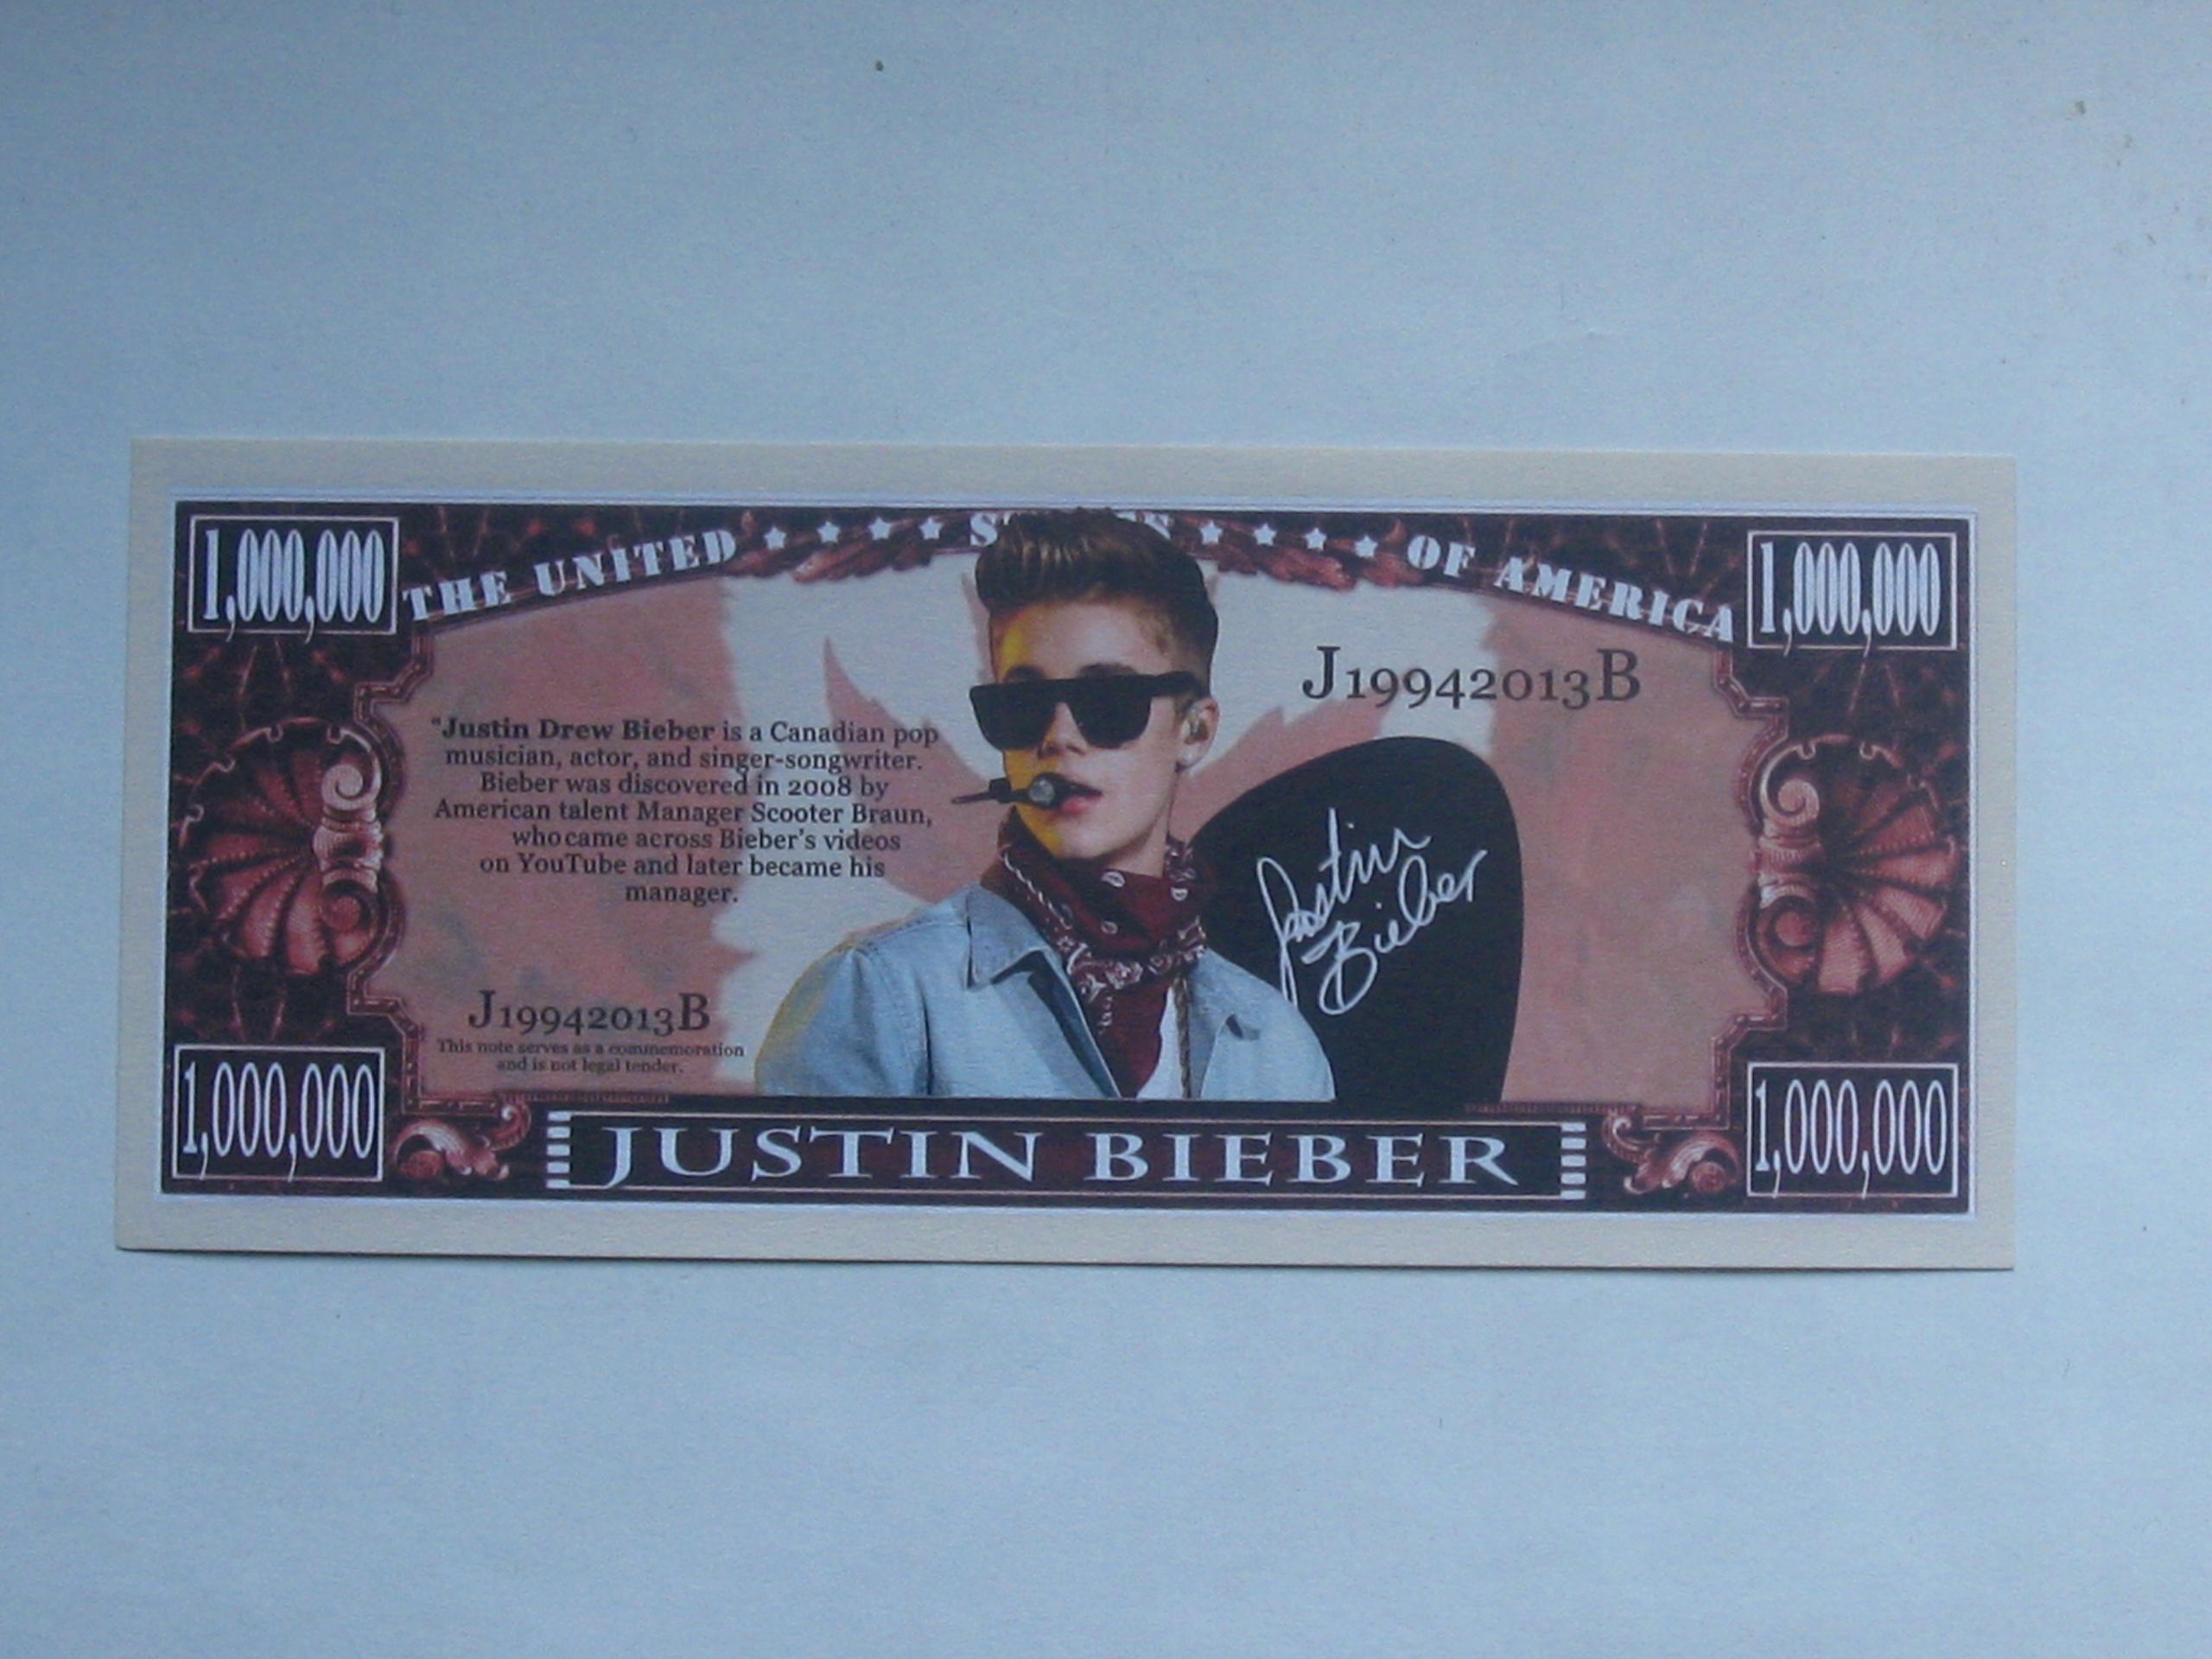 1,000,000 THE UNITED OF AMERICA 1,000,000
J19942013B
"Justin Drew Bieber is a Canadian pop
musician, actor, and singer-songwriter.
Bieber was discovered in 2008 by
American talent Manager Scooter Braun,
who came across Bieber's videos
on YouTube and later became his
manager.
Justin
Bieber
J19942013B
This note serves as a commemoration
and is not legal tender.
1,000,000 JUSTIN BIEBER 1,000,000